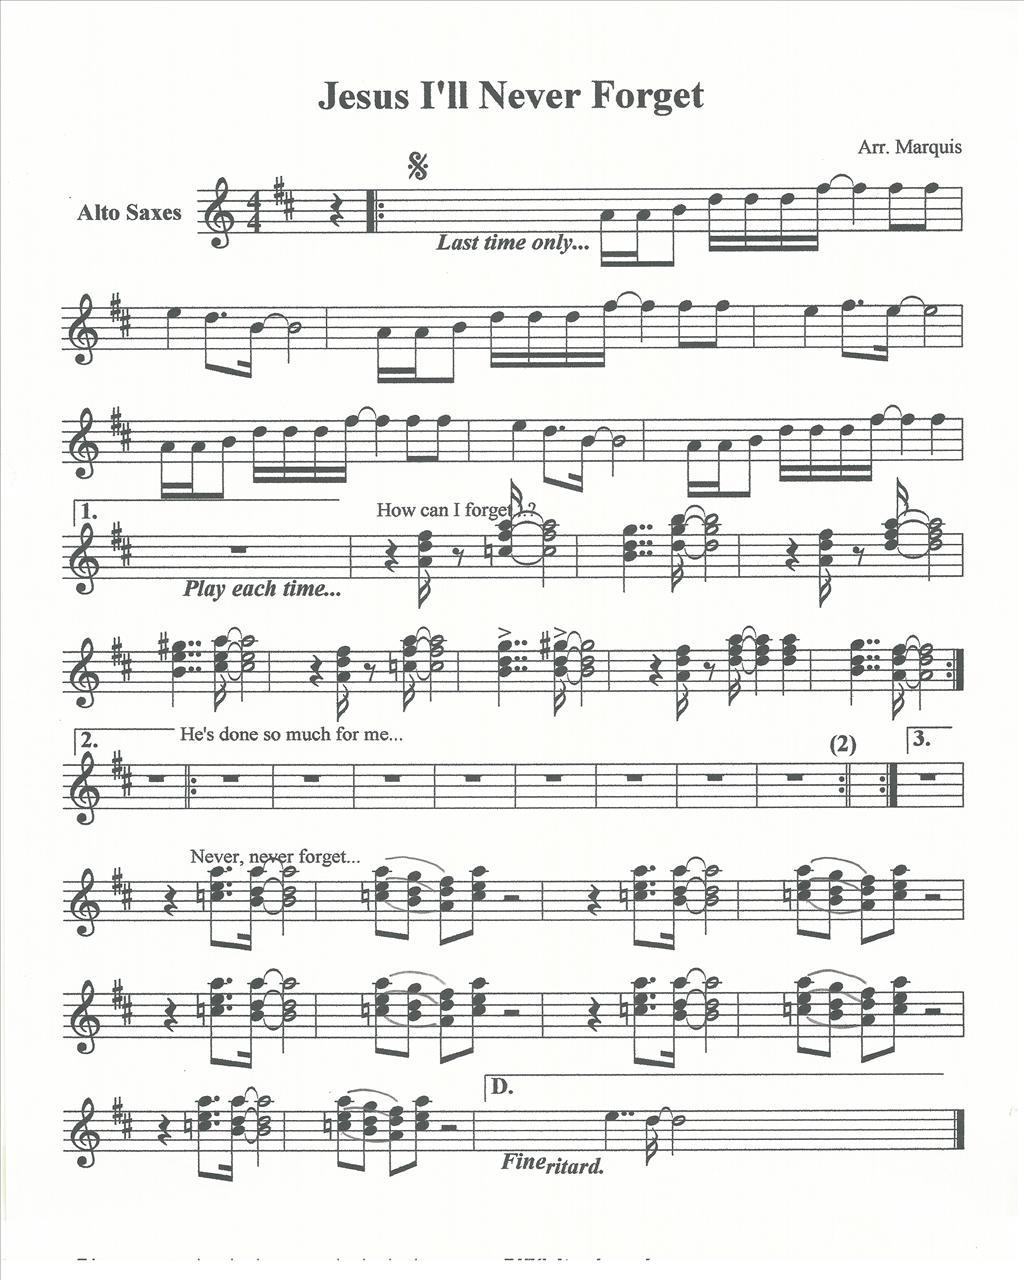 Jesus I'll Never Forget
Arr. Marquis
Alto Saxes
Last time only...
1.
How can I forget
Play each time...
2.
He's done so much for me...
(2)
3.
Never, never forget...
D.
Fine ritard.